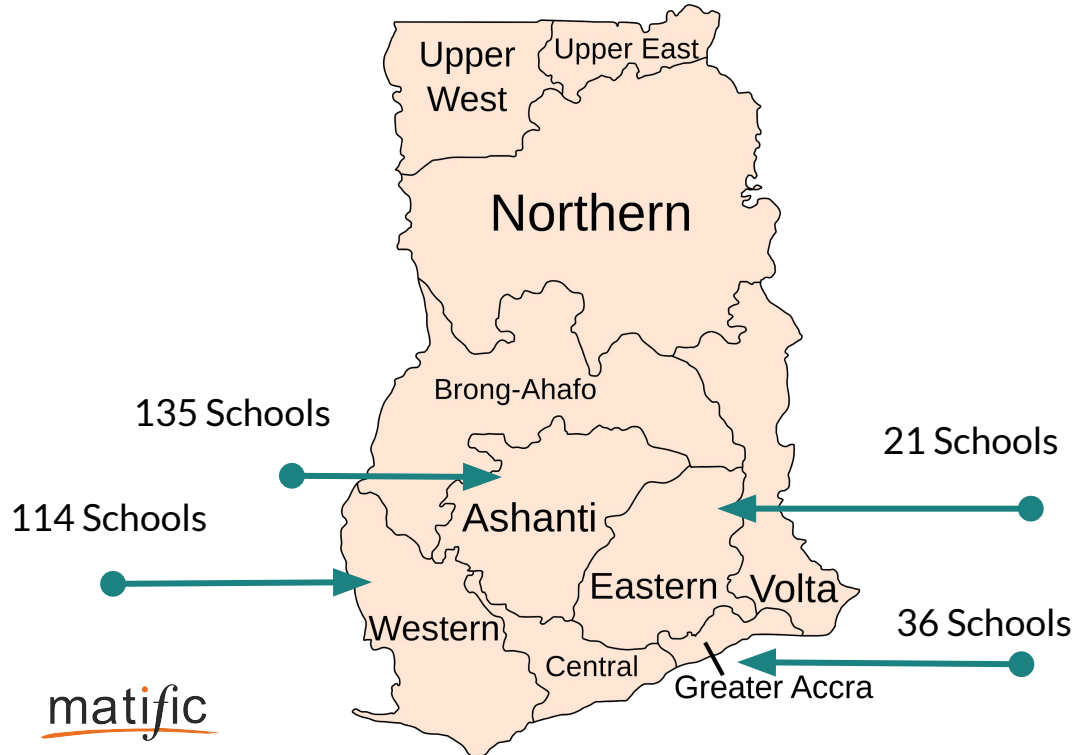 Upper
West
Upper East
Northern
Brong-Ahafo
135 Schools
21 Schools
114 Schools
Ashanti
Eastern
Volta
Western
36 Schools
Central
Greater Accra
matific